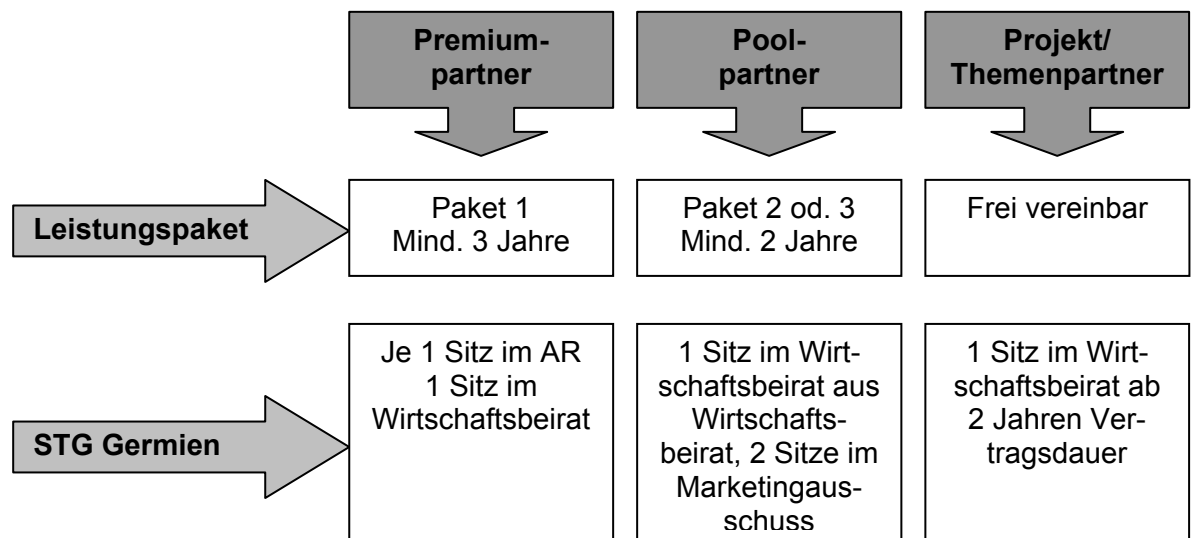 Premium-
partner
Pool-
partner
Projekt/
Themenpartner
Leistungspaket
Paket 1
Mind. 3 Jahre
Paket 2 od. 3
Mind. 2 Jahre
Frei vereinbar
STG Germien
Je 1 Sitz im AR
1 Sitz im
Wirtschaftsbeirat
1 Sitz im Wirt-
schaftsbeirat aus
Wirtschafts-
beirat, 2 Sitze im
Marketingaus-
schuss
1 Sitz im Wirt-
schaftsbeirat ab
2 Jahren Ver-
tragsdauer